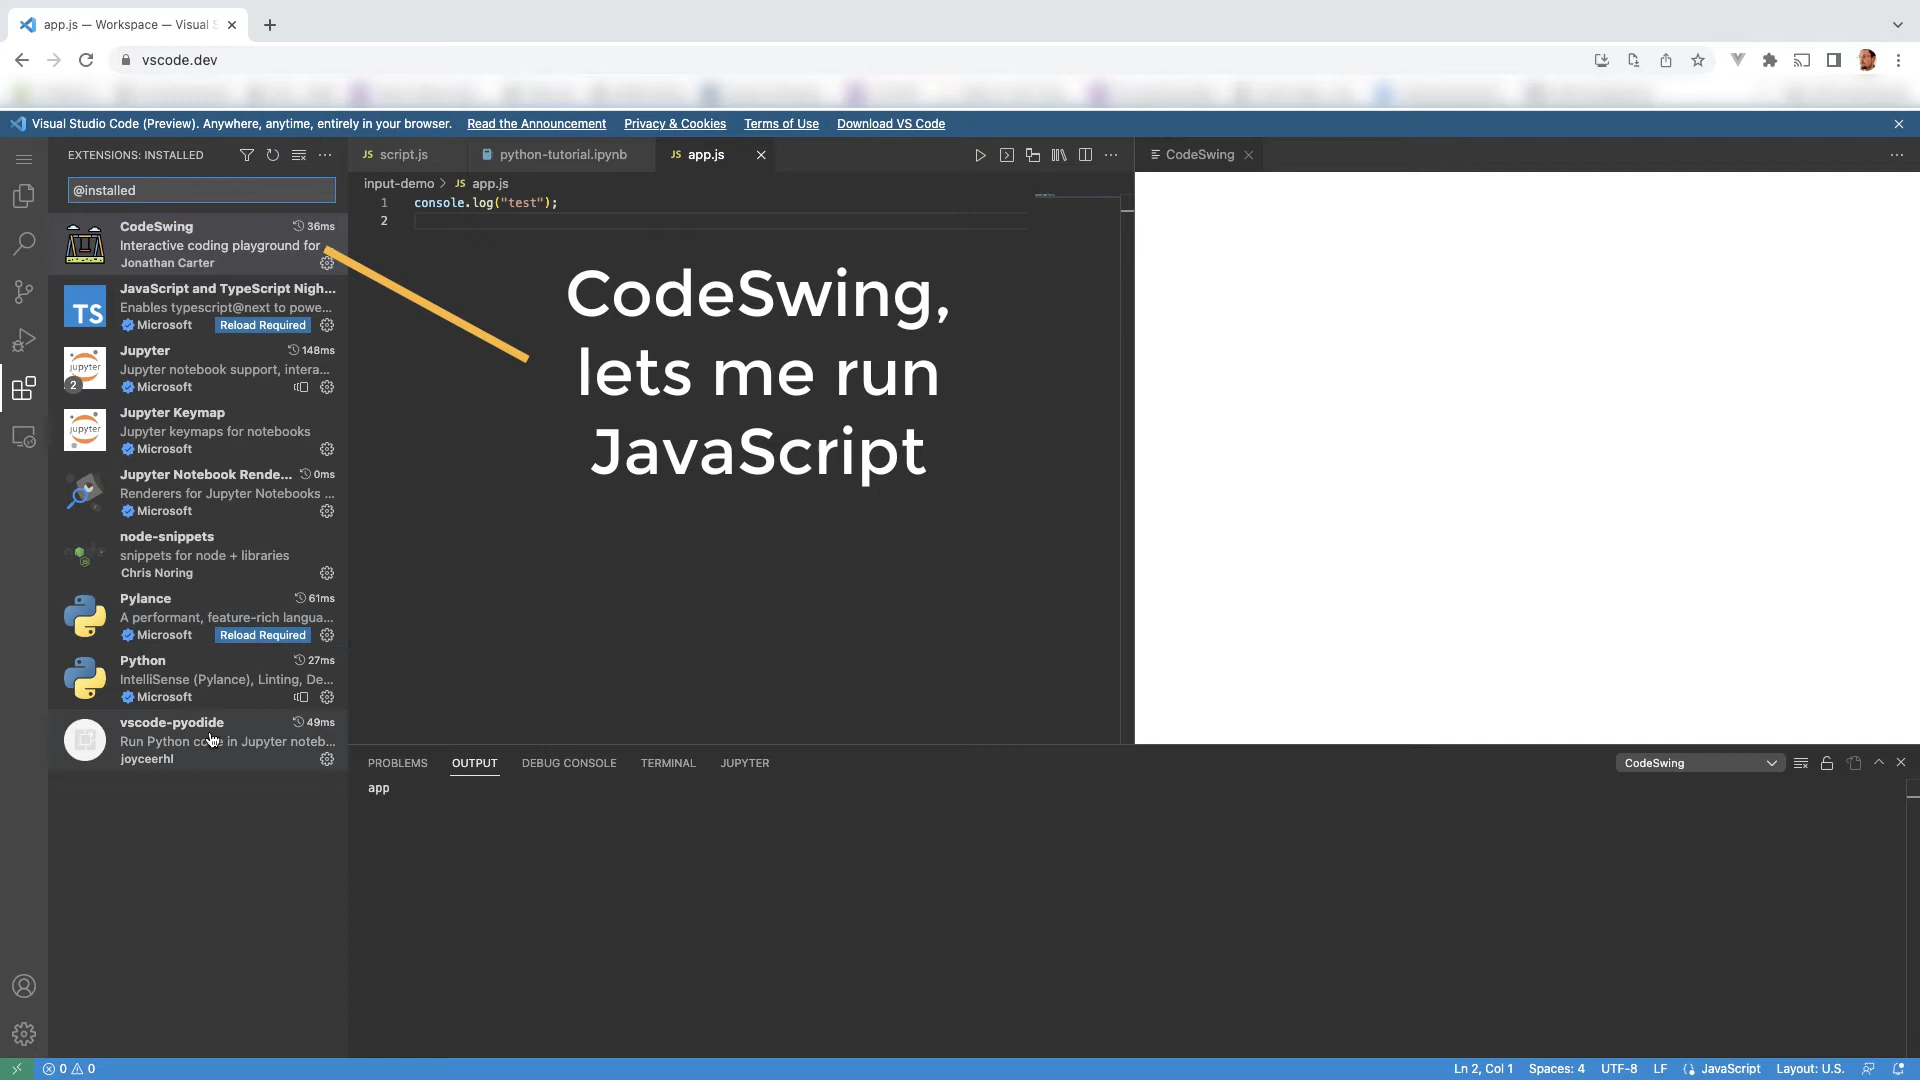 app.js — Workspace — Visual S
vscode.dev
Visual Studio Code (Preview). Anywhere, anytime, entirely in your browser. Read the Announcement Privacy & Cookies Terms of Use Download VS Code
EXTENSIONS: INSTALLED
@installed
CodeSwing 36ms
Interactive coding playground for
Jonathan Carter
JavaScript and TypeScript Nigh...
Enables typescript@next to powe...
TS
Microsoft Reload Required
Jupyter 148ms
jupyter
Jupyter notebook support, intera...
2
Microsoft
Jupyter Keymap
jupyter
Jupyter keymaps for notebooks
Microsoft
Jupyter Notebook Rende... 0ms
Renderers for Jupyter Notebooks ...
Microsoft
node-snippets
snippets for node + libraries
Chris Noring
Pylance 61ms
A performant, feature-rich langua...
Microsoft Reload Required
Python 27ms
IntelliSense (Pylance), Linting, De...
Microsoft
vscode-pyodide 49ms
Run Python code in Jupyter noteb...
joyceerhl
JS script.js python-tutorial.ipynb JS app.js
input-demo > JS app.js
1 console.log("test");
2
CodeSwing,
lets me run
JavaScript
CodeSwing
PROBLEMS OUTPUT DEBUG CONSOLE TERMINAL JUPYTER
CodeSwing
app
0 0
Ln 2, Col 1 Spaces: 4 UTF-8 LF JavaScript Layout: U.S.